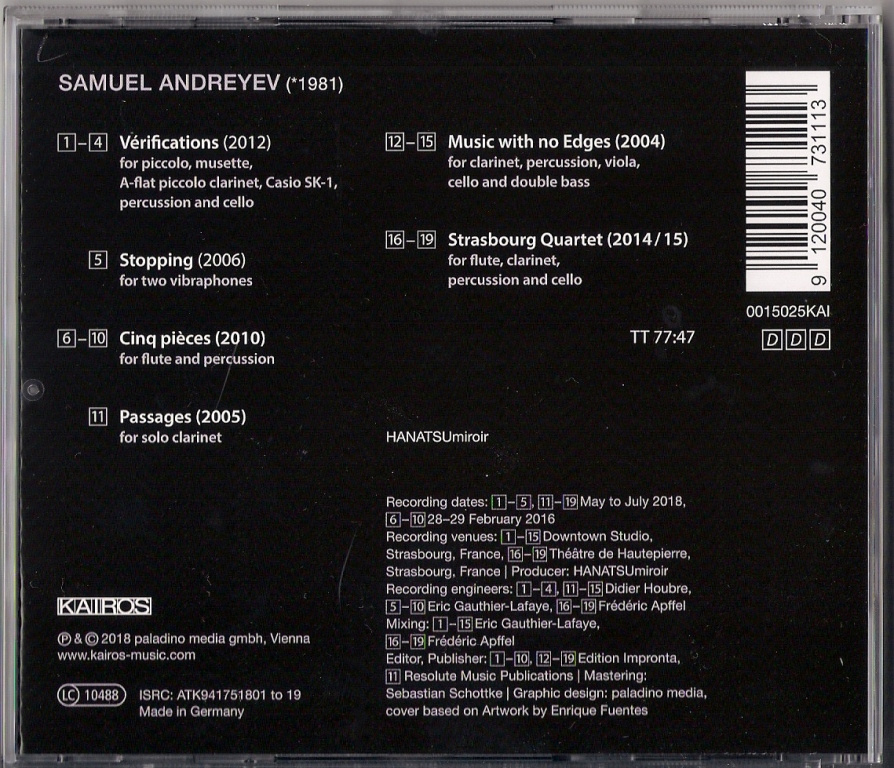 SAMUEL ANDREYEV (*1981)
1–4 Vérifications (2012)
for piccolo, musette,
A-flat piccolo clarinet, Casio SK-1,
percussion and cello
5 Stopping (2006)
for two vibraphones
6–10 Cinq pièces (2010)
for flute and percussion
11 Passages (2005)
for solo clarinet
12–15 Music with no Edges (2004)
for clarinet, percussion, viola,
cello and double bass
16–19 Strasbourg Quartet (2014/15)
for flute, clarinet,
percussion and cello
TT 77:47
9 120040 731113
0015025KAI
D D D
HANATSUmiroir
Recording dates: 1–5, 11–19 May to July 2018,
6–10 28–29 February 2016
Recording venues: 1–15 Downtown Studio,
Strasbourg, France, 16–19 Théâtre de Hautepierre,
Strasbourg, France | Producer: HANATSUmiroir
Recording engineers: 1–4, 11–15 Didier Houbre,
5–10 Eric Gauthier-Lafaye, 16–19 Frédéric Apffel
Mixing: 1–15 Eric Gauthier-Lafaye,
16–19 Frédéric Apffel
Editor, Publisher: 1–10, 12–19 Edition Impronta,
11 Resolute Music Publications | Mastering:
Sebastian Schottke | Graphic design: paladino media,
cover based on Artwork by Enrique Fuentes
KAIROS
℗ & © 2018 paladino media gmbh, Vienna
www.kairos-music.com
LC 10488
ISRC: ATK941751801 to 19
Made in Germany